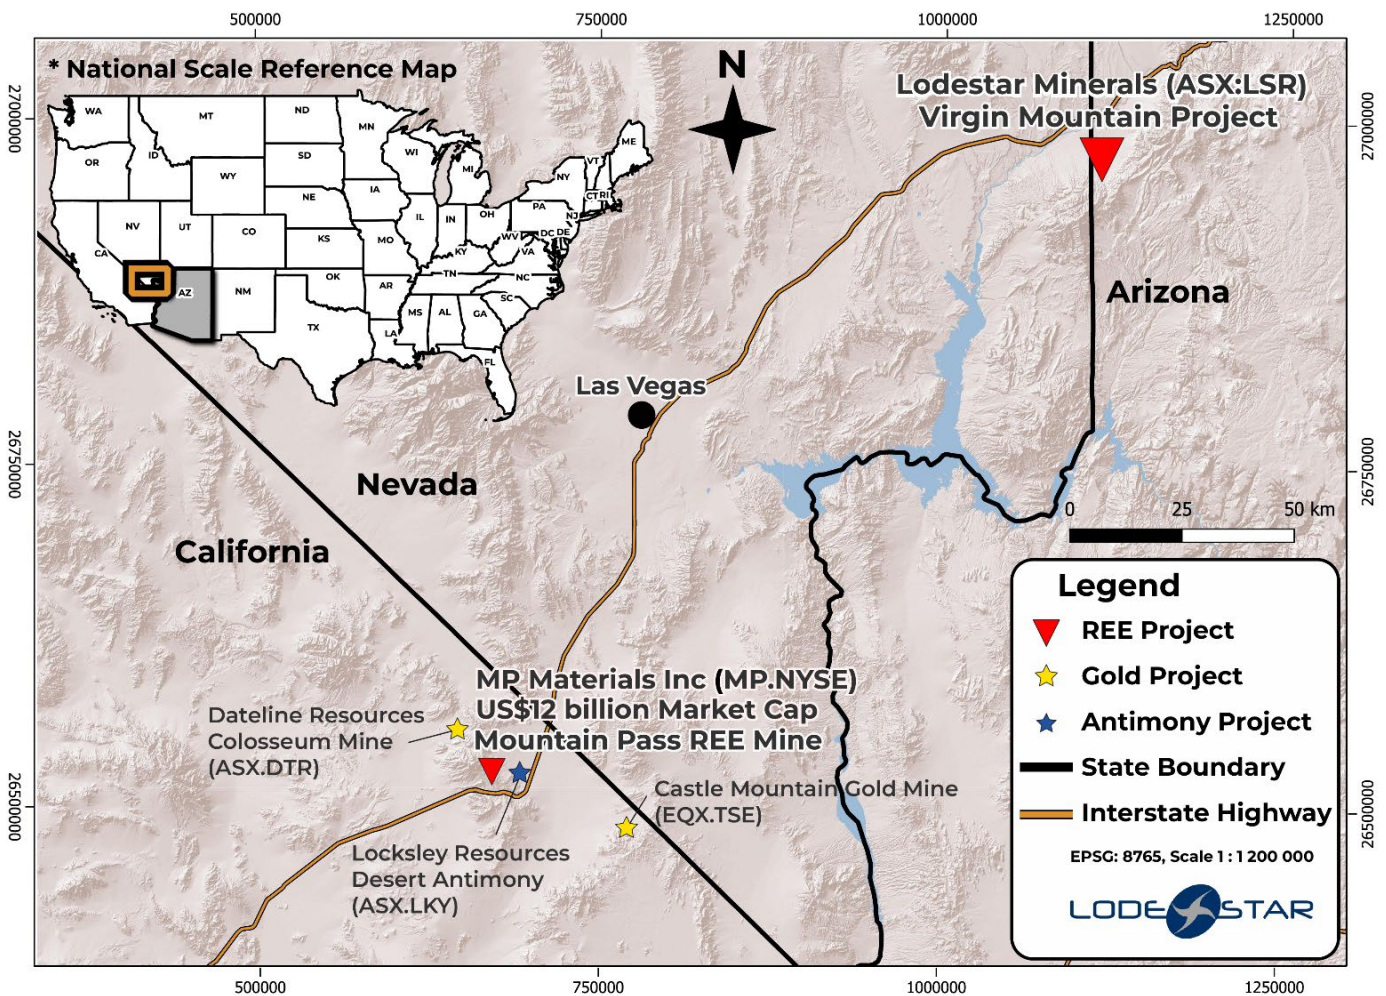 500000
750000
1000000
1250000
* National Scale Reference Map
N
Lodestar Minerals (ASX:LSR)
Virgin Mountain Project
2700000
2700000
WA
MT
ND
MN
ME
OR
ID
SD
WI
MI
VT
WY
NY
CT
RI
NE
IA
PA
NJ
NV
UT
CO
IL
IN
OH
DC
DE
WV
KS
MO
VA
KY
CA
TN
NC
AZ
NM
OK
AR
SC
MS
AL
GA
TX
LA
FL
Arizona
Las Vegas
2675000
2675000
Nevada
California
0
25
50 km
Legend
REE Project
Gold Project
Antimony Project
State Boundary
Interstate Highway
EPSG: 8765, Scale 1 : 1 200 000
LODESTAR
MP Materials Inc (MP.NYSE)
US$12 billion Market Cap
Mountain Pass REE Mine
Dateline Resources
Colosseum Mine
(ASX.DTR)
Castle Mountain Gold Mine
(EQX.TSE)
Locksley Resources
Desert Antimony
(ASX.LKY)
2650000
2650000
500000
750000
1000000
1250000